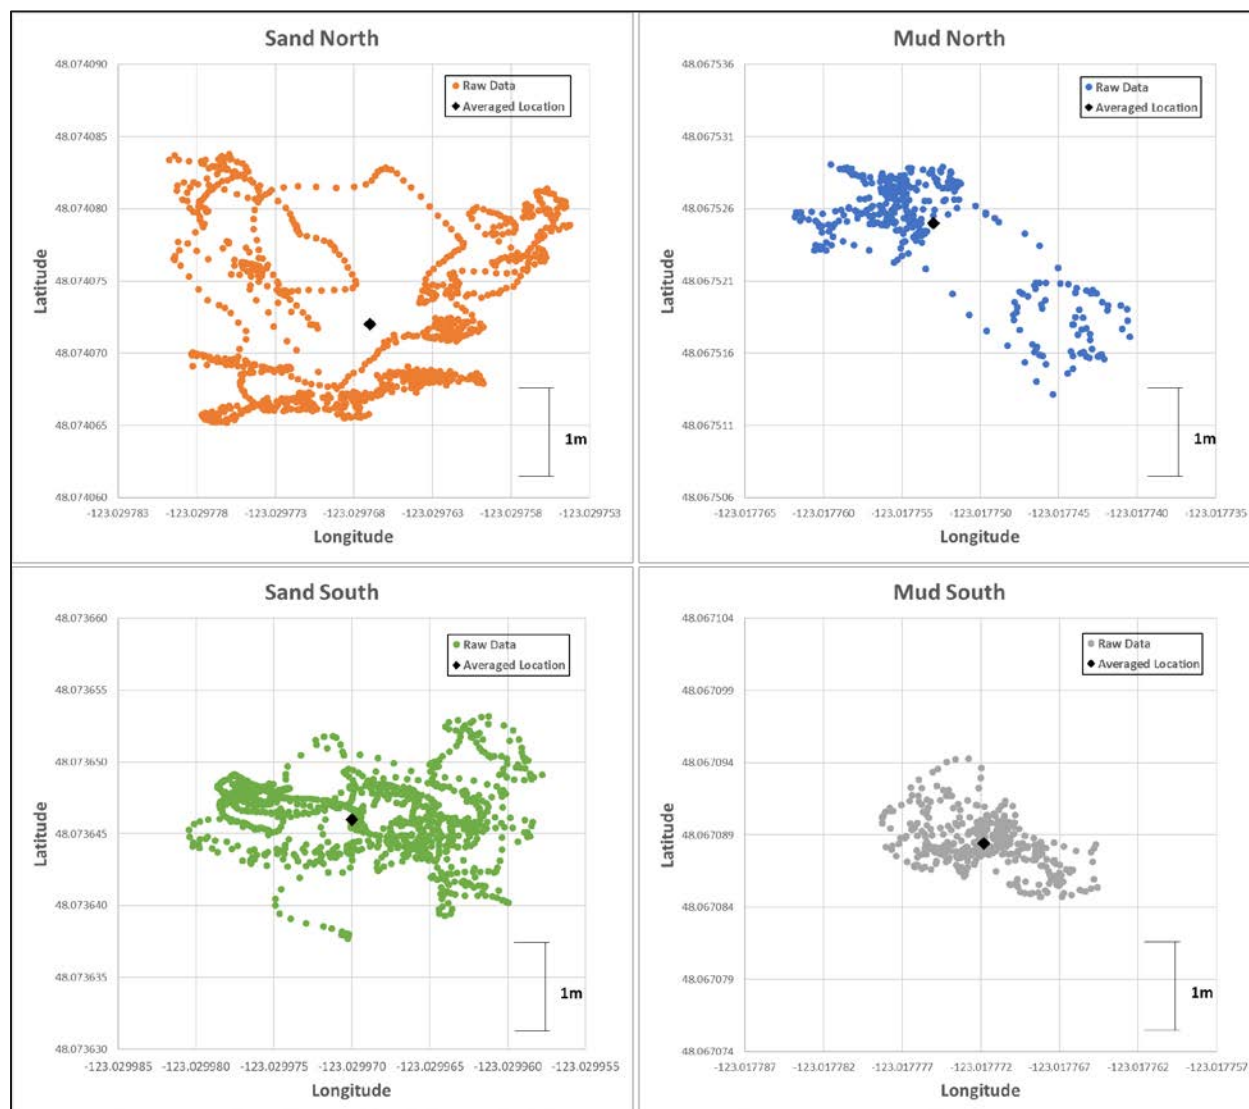 Sand North
48.074090
48.074085
48.074080
48.074075
48.074070
48.074065
48.074060
Latitude
Raw Data
Averaged Location
1m
-123.029783 -123.029778 -123.029773 -123.029768 -123.029763 -123.029758 -123.029753
Longitude
Mud North
48.067536
48.067531
48.067526
48.067521
48.067516
48.067511
48.067506
Latitude
Raw Data
Averaged Location
1m
-123.017765 -123.017760 -123.017755 -123.017750 -123.017745 -123.017740 -123.017735
Longitude
Sand South
48.073660
48.073655
48.073650
48.073645
48.073640
48.073635
48.073630
Latitude
Raw Data
Averaged Location
1m
-123.029985 -123.029980 -123.029975 -123.029970 -123.029965 -123.029960 -123.029955
Longitude
Mud South
48.067104
48.067099
48.067094
48.067089
48.067084
48.067079
48.067074
Latitude
Raw Data
Averaged Location
1m
-123.017787 -123.017782 -123.017777 -123.017772 -123.017767 -123.017762 -123.017757
Longitude